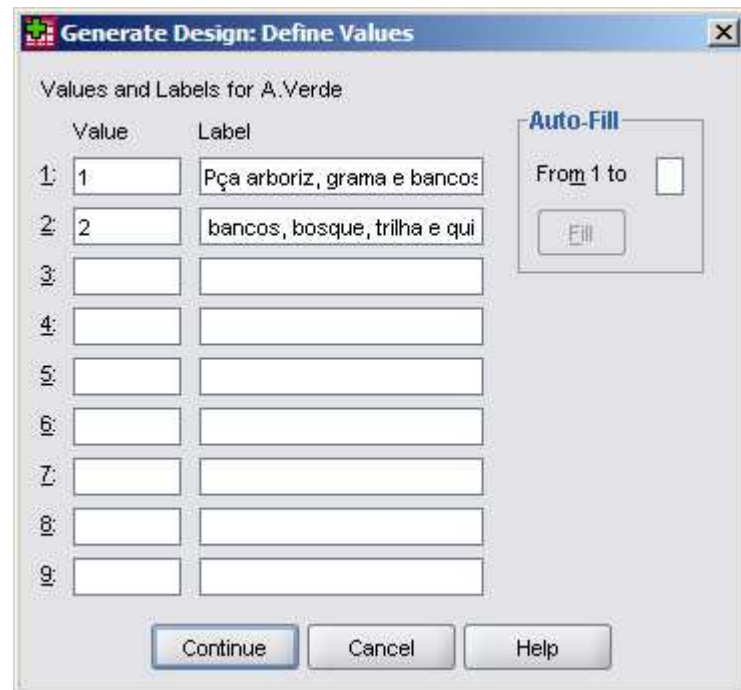 Generate Design: Define Values
Values and Labels for A.Verde
Value Label
1: 1 Pça arboriz, grama e bancos
2: 2 bancos, bosque, trilha e qui
3:
4:
5:
6:
7:
8:
9:
Auto-Fill
From 1 to
Fill
Continue Cancel Help